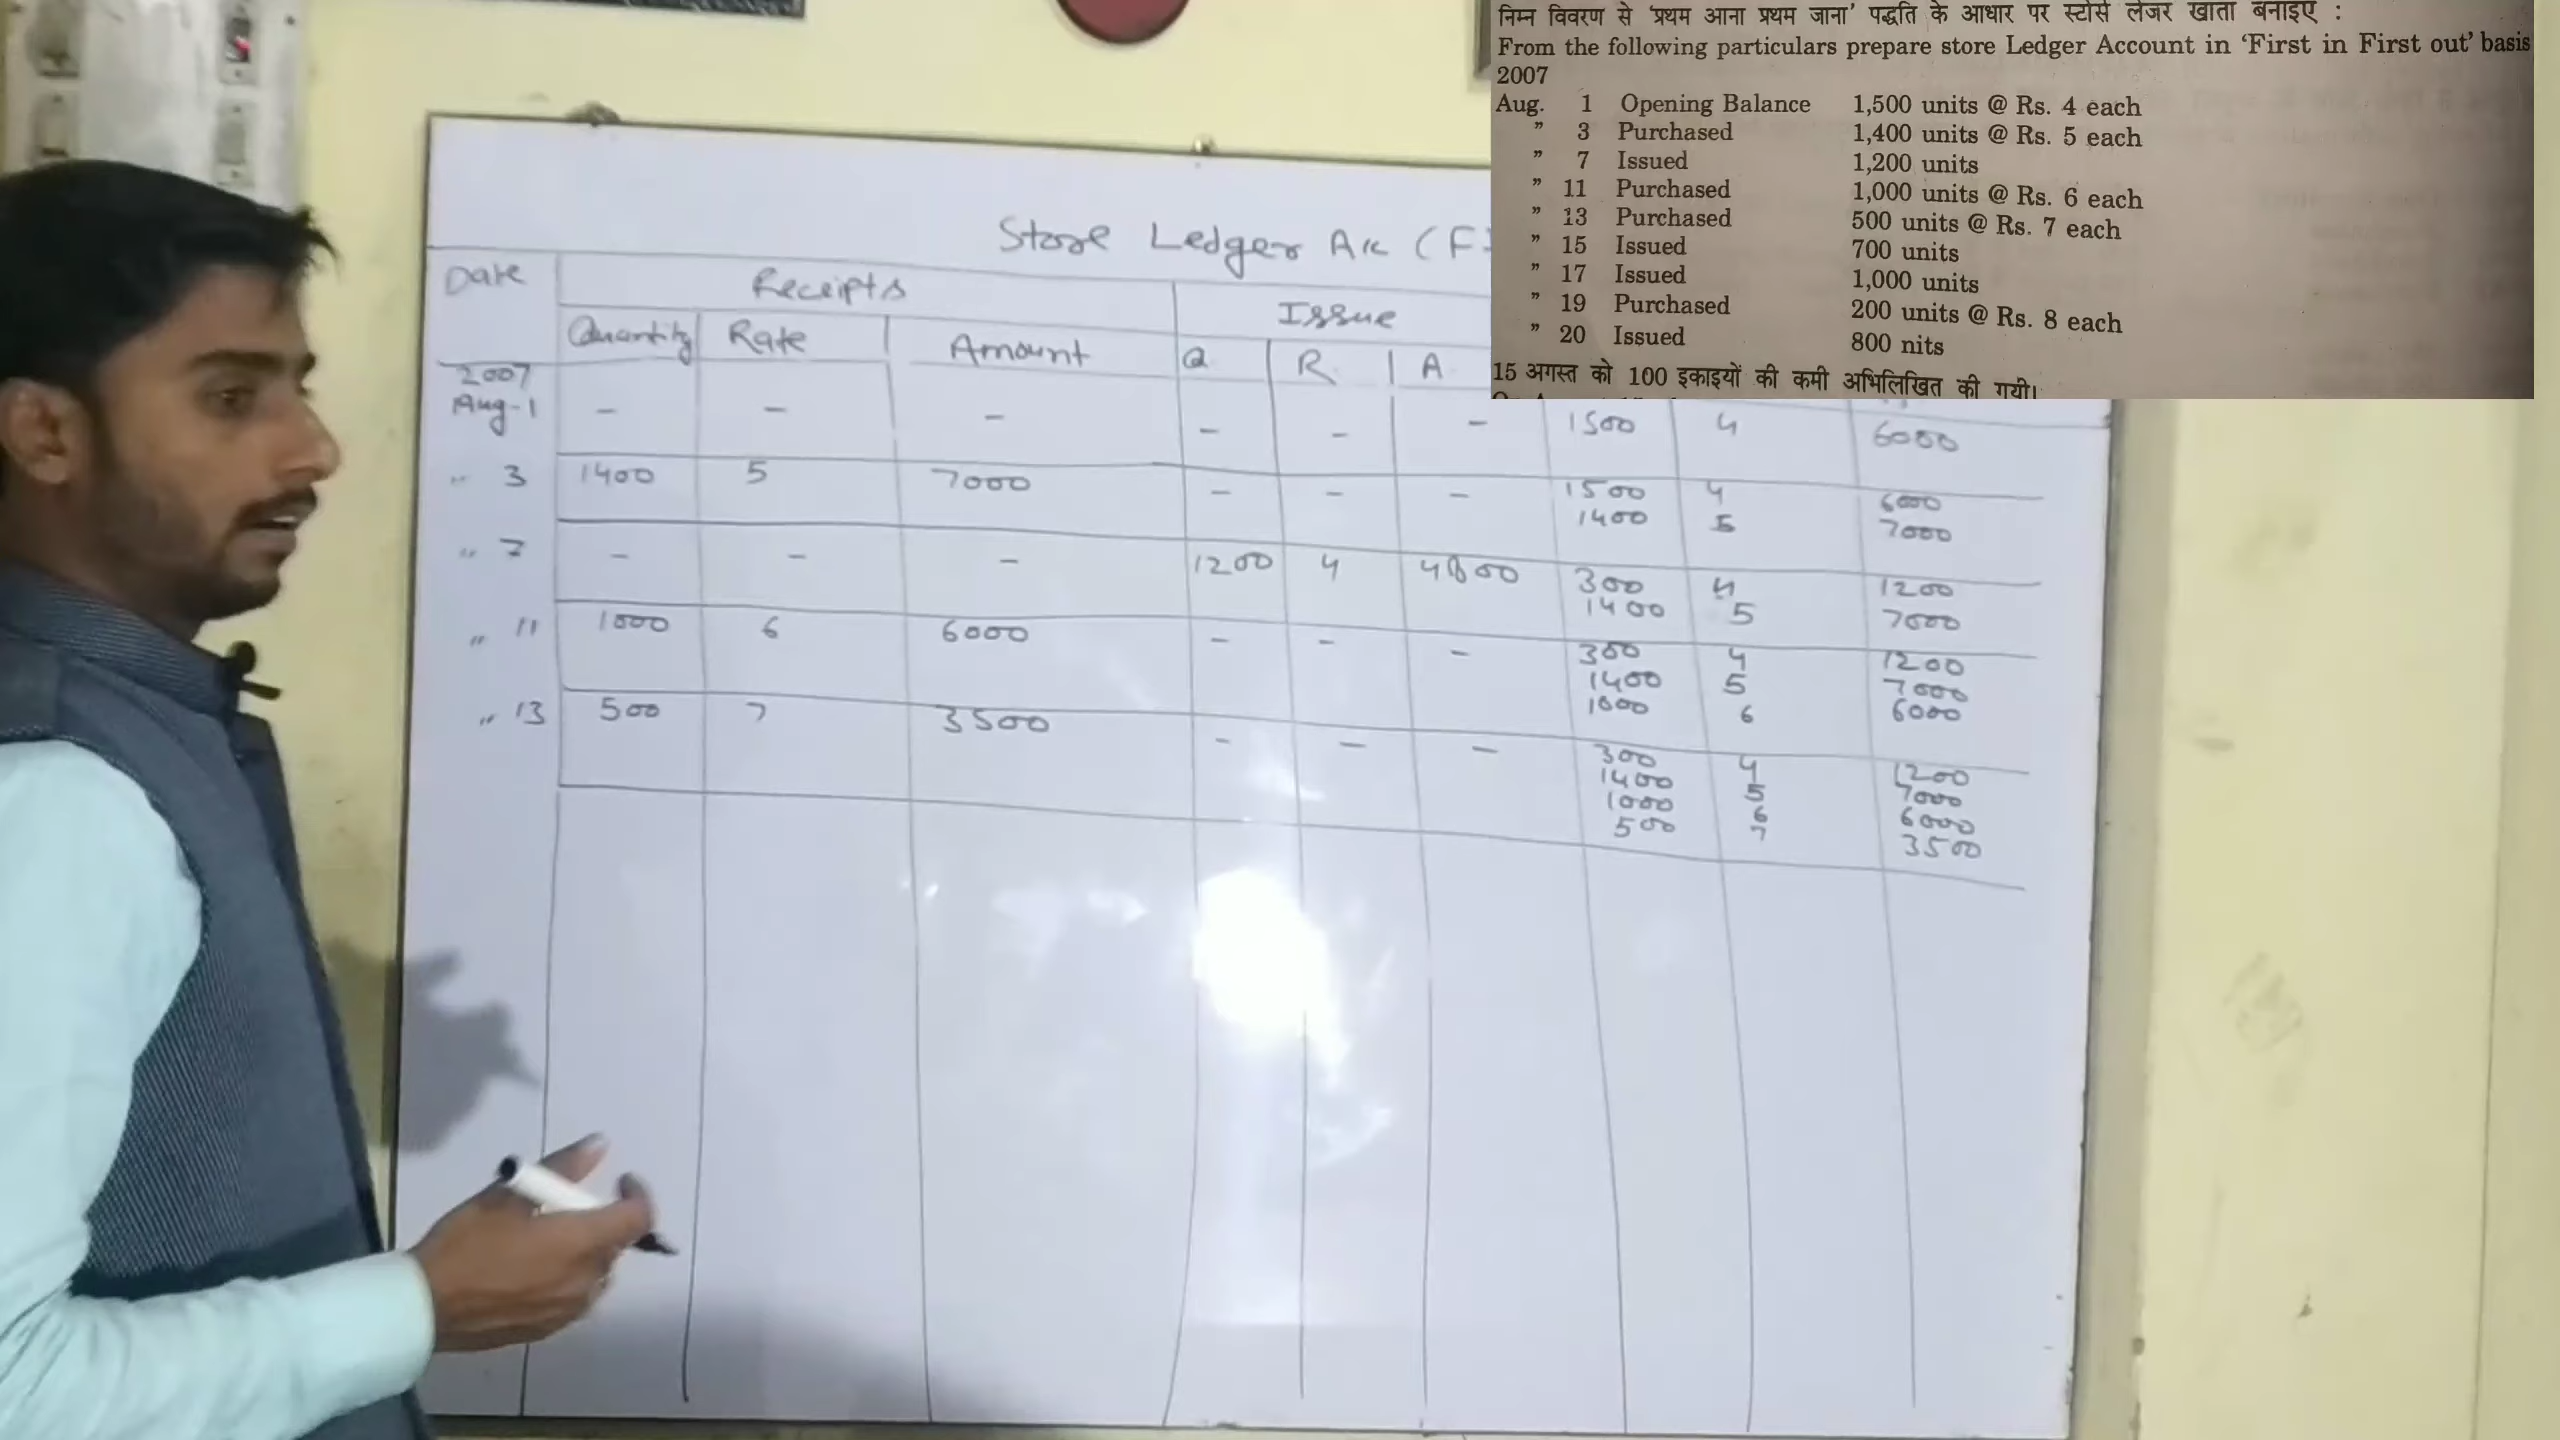 निम्न विवरण से 'प्रथम आना प्रथम जाना' पद्धति के आधार पर स्टोर्स लेजर खाता बनाइए :
From the following particulars prepare store Ledger Account in 'First in First out' basis
2007
Aug. 1 Opening Balance 1,500 units @ Rs. 4 each
” 3 Purchased 1,400 units @ Rs. 5 each
” 7 Issued 1,200 units
” 11 Purchased 1,000 units @ Rs. 6 each
” 13 Purchased 500 units @ Rs. 7 each
” 15 Issued 700 units
” 17 Issued 1,000 units
” 19 Purchased 200 units @ Rs. 8 each
” 20 Issued 800 nits
15 अगस्त को 100 इकाइयों की कमी अभिलिखित की गयी।
Store Ledger A/c (F
Date Receipts Issue
Quantity Rate Amount Q R. A
2007
Aug-1 - - - - - - 1500 4 6000
" 3 1400 5 7000 - - - 1500 4 6000
1400 5 7000
" 7 - - - 1200 4 4800 300 4 1200
1400 5 7000
" 11 1000 6 6000 - - - 300 4 1200
1400 5 7000
1000 6 6000
" 13 500 7 3500 - - - 300 4 1200
1400 5 7000
1000 6 6000
500 7 3500